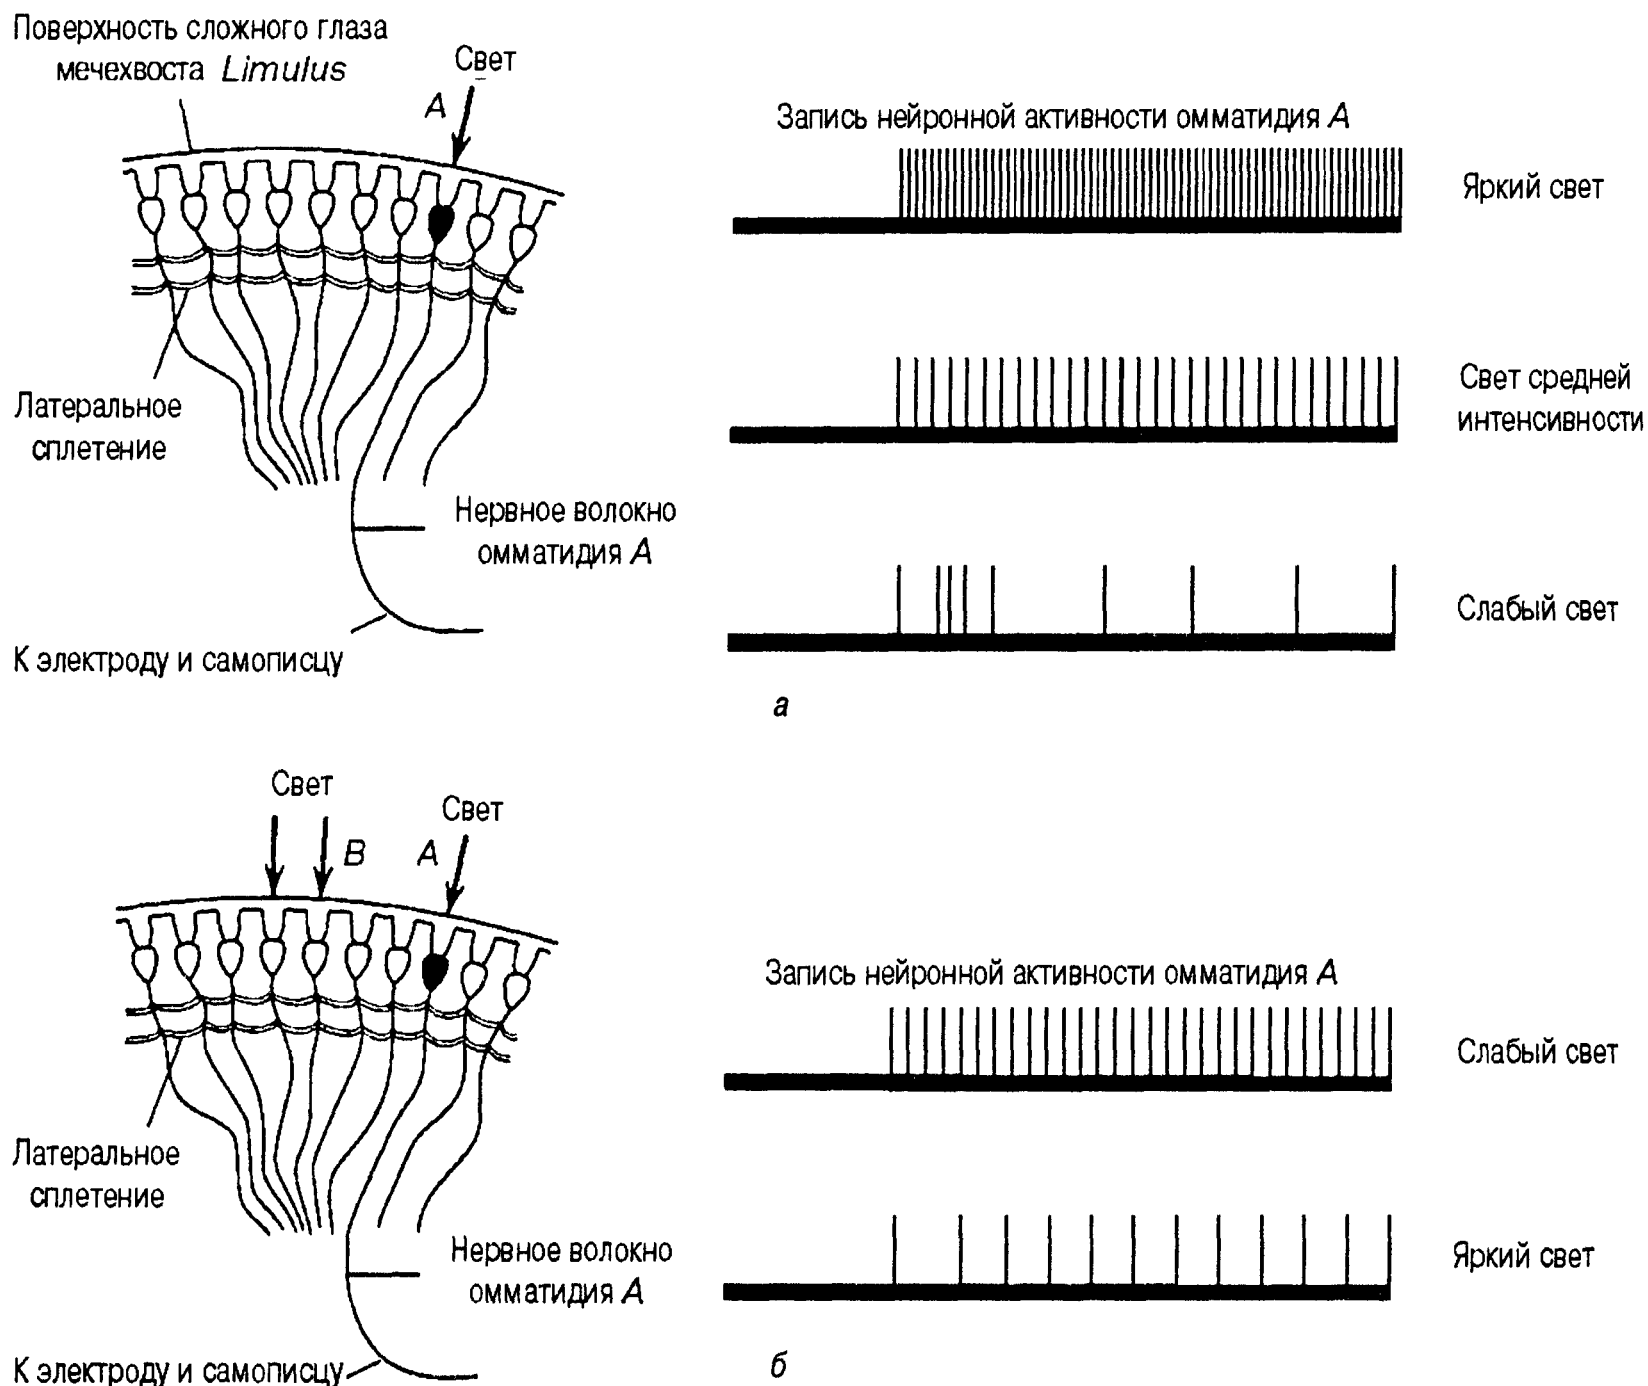 Поверхность сложного глаза
мечехвоста Limulus
Свет
A
Запись нейронной активности омматидия A
Яркий свет
Свет средней
интенсивности
Латеральное
сплетение
Нервное волокно
омматидия A
Слабый свет
К электроду и самописцу
а
Свет
Свет
B
A
Запись нейронной активности омматидия A
Слабый свет
Латеральное
сплетение
Нервное волокно
омматидия A
Яркий свет
К электроду и самописцу
б